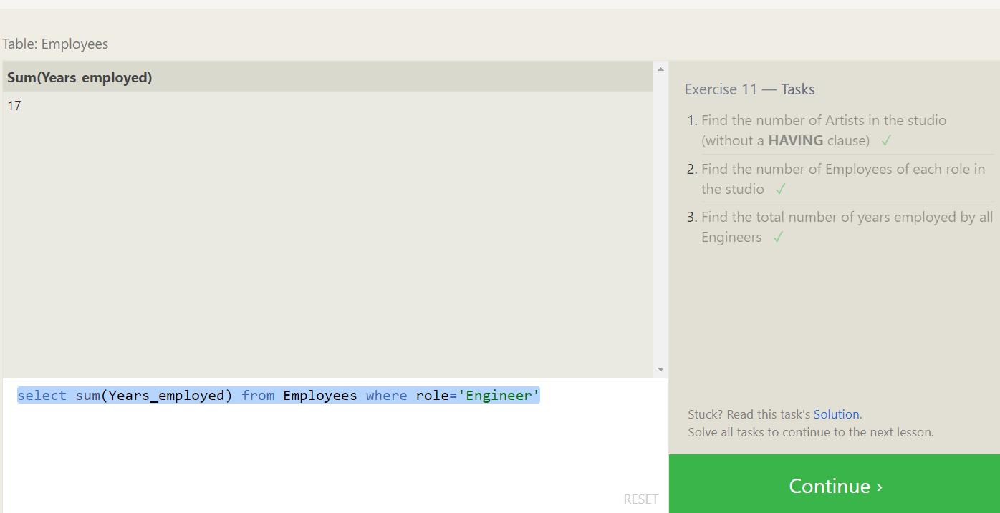 Table: Employees
Sum(Years_employed)
17
select sum(Years_employed) from Employees where role='Engineer'
RESET
Exercise 11 — Tasks
1. Find the number of Artists in the studio
(without a HAVING clause) ✓
2. Find the number of Employees of each role in
the studio ✓
3. Find the total number of years employed by all
Engineers ✓
Stuck? Read this task's Solution.
Solve all tasks to continue to the next lesson.
Continue ›